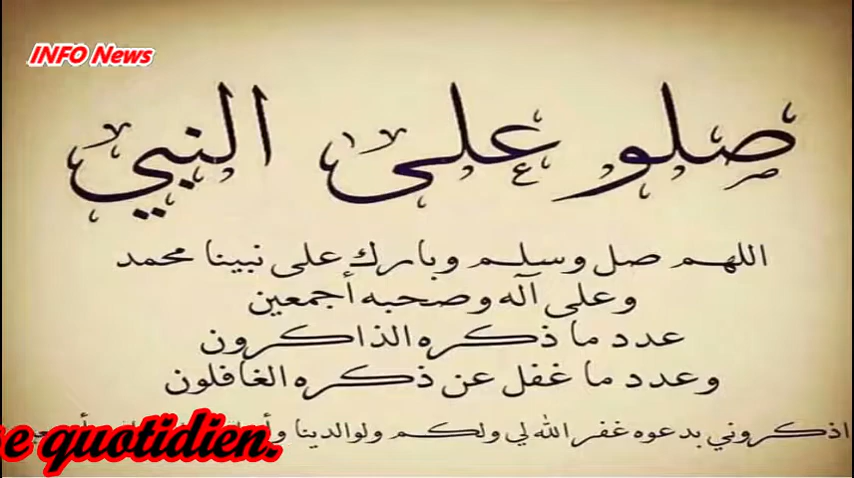 INFO News
صلو على النبي
اللهم صل وسلم وبارك على نبينا محمد
وعلى آله وصحبه أجمعين
عدد ما ذكره الذاكرون
وعدد ما غفل عن ذكره الغافلون
اذكروني بدعوه غفر الله لي ولكم ولوالدينا
quotidien.